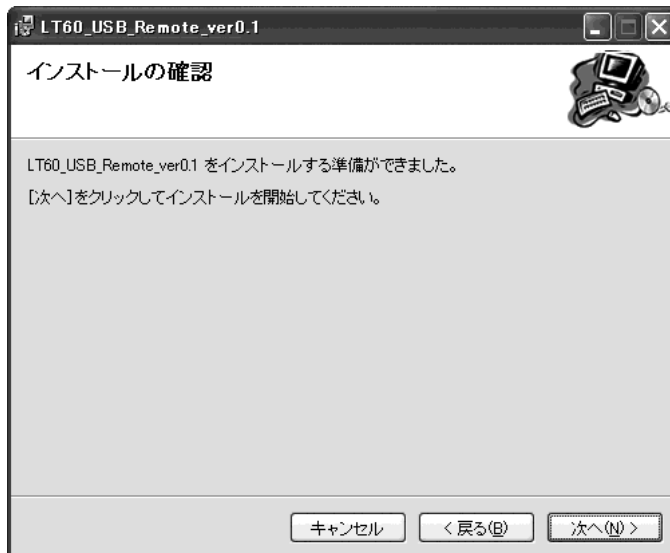 LT60_USB_Remote_ver0.1
インストールの確認
LT60_USB_Remote_ver0.1 をインストールする準備ができました。
[次へ]をクリックしてインストールを開始してください。
キャンセル
< 戻る(B)
次へ(N) >